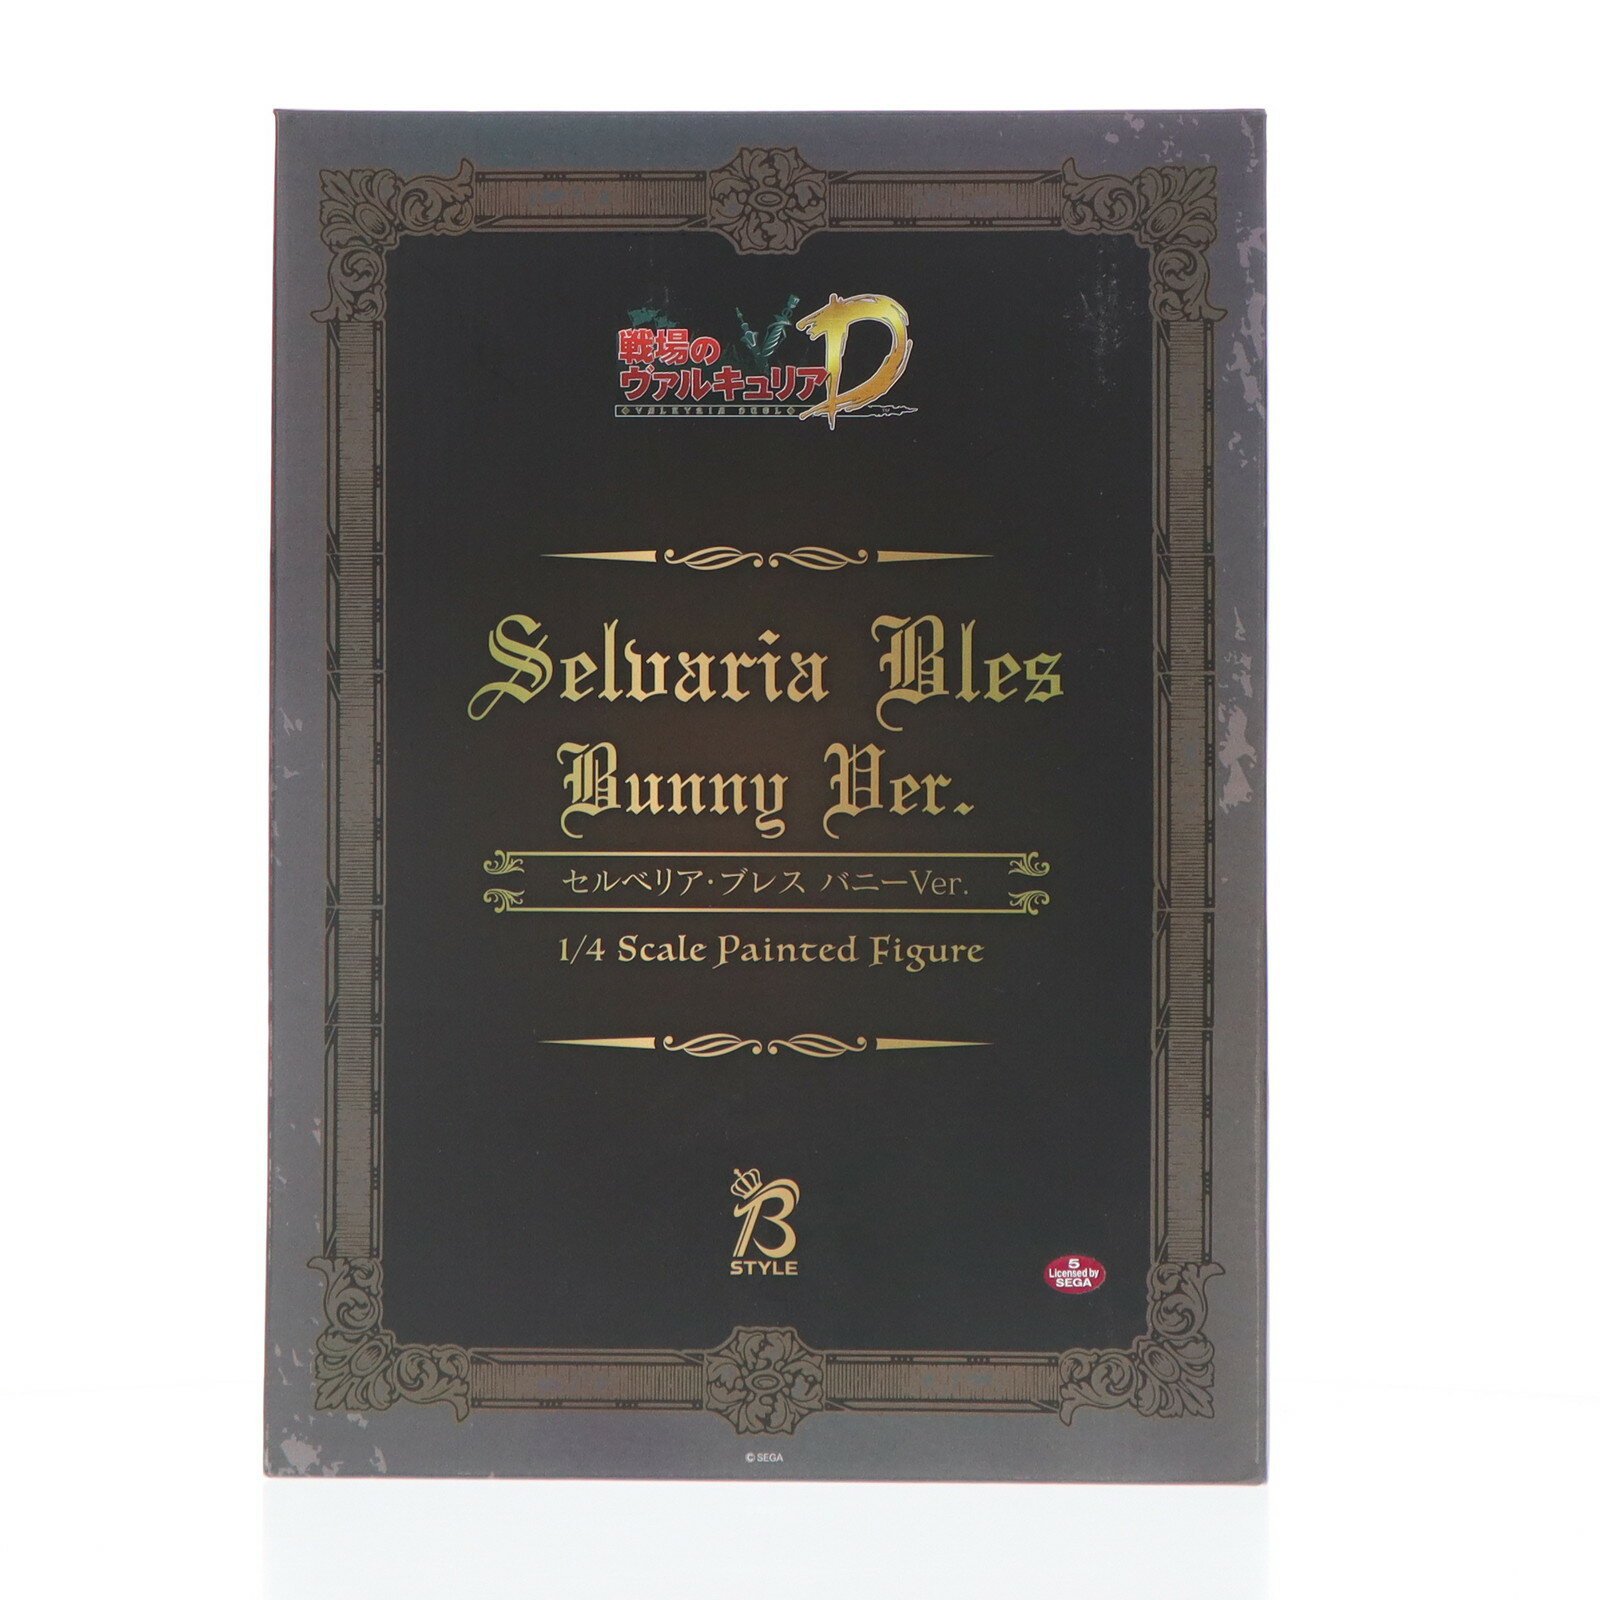 戦場の
ヴァルキュリアD
VALKYRIA DUEL
TM
Selvaria Bles
Bunny Ver.
セルベリア・ブレス バニーVer.
1/4 Scale Painted Figure
B
STYLE
5
Licensed by
SEGA
© SEGA